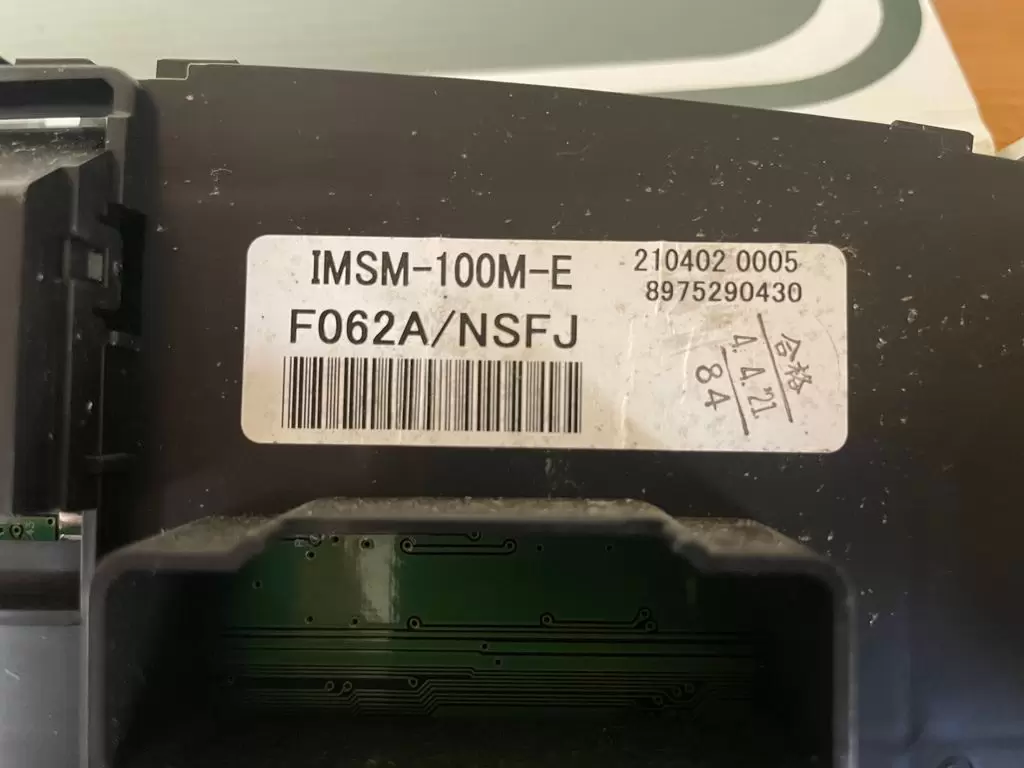 IMSM-100M-E
210402 0005
8975290430
F062A/NSFJ
合格
4. 4.'21
84